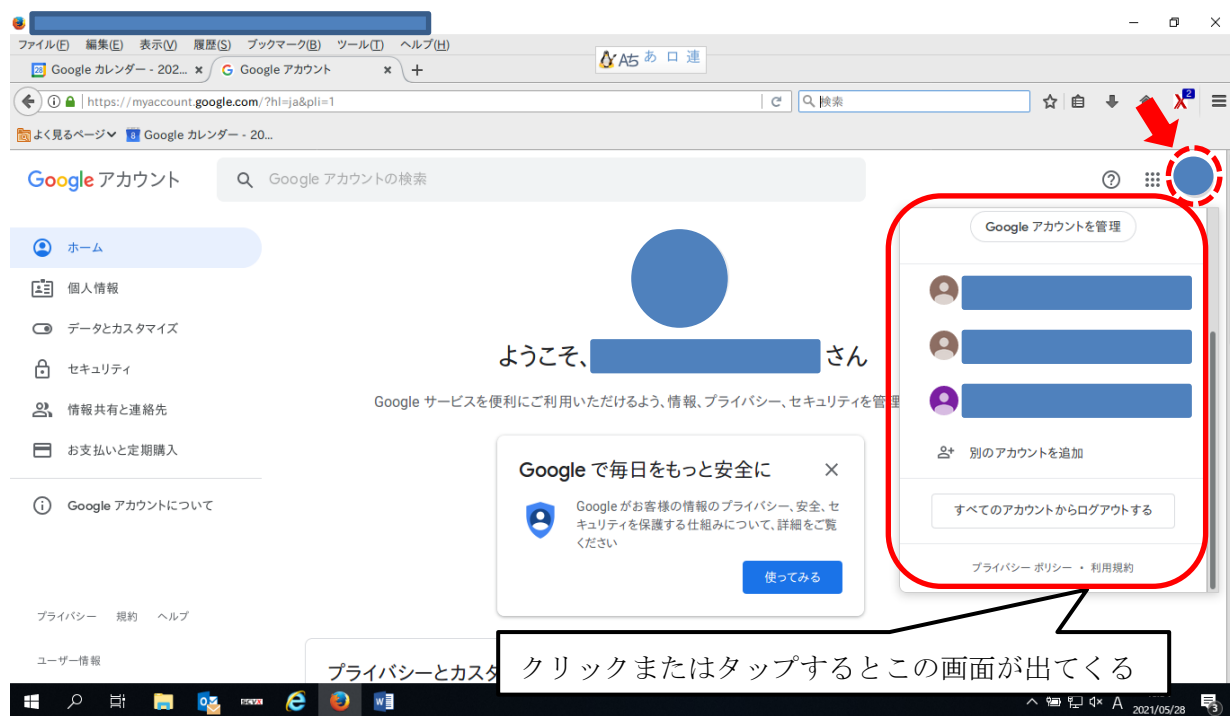 ファイル(F) 編集(E) 表示(V) 履歴(S) ブックマーク(B) ツール(T) ヘルプ(H)
At あ ロ 連
28 Google カレンダー - 202... × G Google アカウント × +
https://myaccount.google.com/?hl=ja&pli=1
検索
2
よく見るページ 8 Google カレンダー - 20...
Google アカウント
Google アカウントの検索
Google アカウントを管理
ホーム
個人情報
データとカスタマイズ
セキュリティ
情報共有と連絡先
お支払いと定期購入
Google アカウントについて
プライバシー 規約 ヘルプ
ユーザー情報
ようこそ、 さん
Google サービスを便利にご利用いただけるよう、情報、プライバシー、セキュリティを管理
Google で毎日をもっと安全に ×
Google がお客様の情報のプライバシー、安全、セ
キュリティを保護する仕組みについて、詳細をご覧
ください
使ってみる
別のアカウントを追加
すべてのアカウントからログアウトする
プライバシー ポリシー ・ 利用規約
プライバシーとカスタ
クリックまたはタップするとこの画面が出てくる
SCVX
A
2021/05/28
3